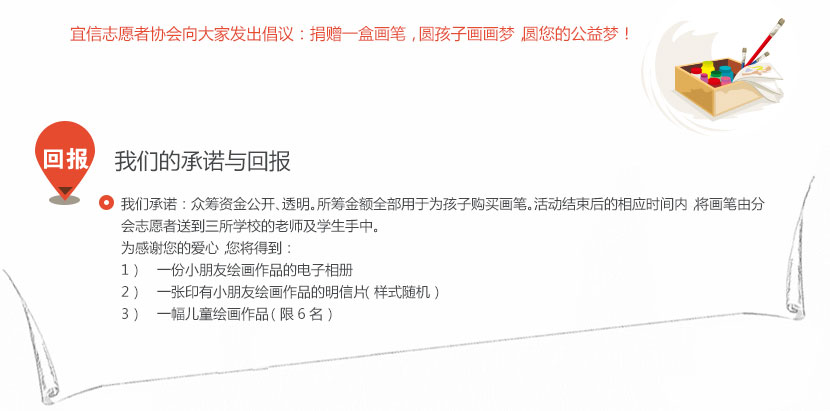 宜信志愿者协会向大家发出倡议：捐赠一盒画笔，圆孩子画画梦，圆您的公益梦！
回报
我们的承诺与回报
我们承诺：众筹资金公开、透明。所筹金额全部用于为孩子购买画笔。活动结束后的相应时间内，将画笔由分
会志愿者送到三所学校的老师及学生手中。
为感谢您的爱心，您将得到：
1） 一份小朋友绘画作品的电子相册
2） 一张印有小朋友绘画作品的明信片（样式随机）
3） 一幅儿童绘画作品（限6名）